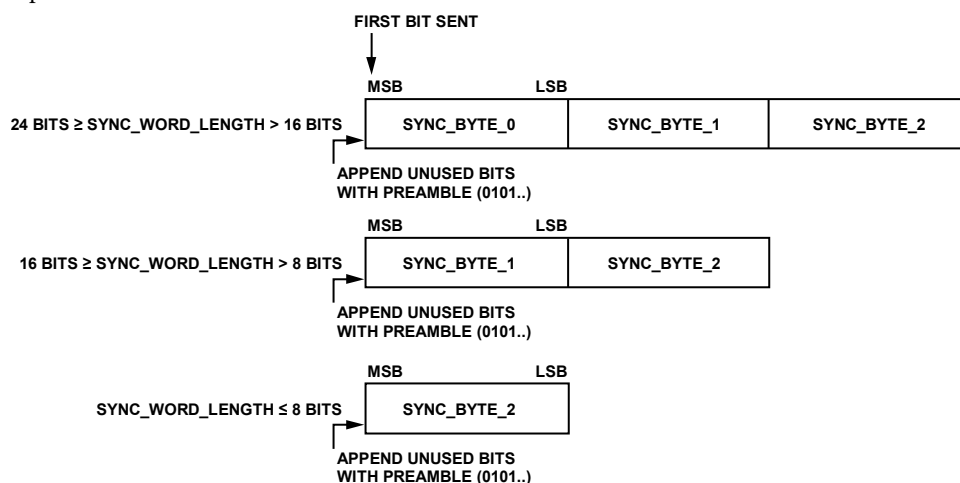 FIRST BIT SENT
MSB LSB
24 BITS ≥ SYNC_WORD_LENGTH > 16 BITS SYNC_BYTE_0 SYNC_BYTE_1 SYNC_BYTE_2
APPEND UNUSED BITS
WITH PREAMBLE (0101..)
MSB LSB
16 BITS ≥ SYNC_WORD_LENGTH > 8 BITS SYNC_BYTE_1 SYNC_BYTE_2
APPEND UNUSED BITS
WITH PREAMBLE (0101..)
MSB LSB
SYNC_WORD_LENGTH ≤ 8 BITS SYNC_BYTE_2
APPEND UNUSED BITS
WITH PREAMBLE (0101..)